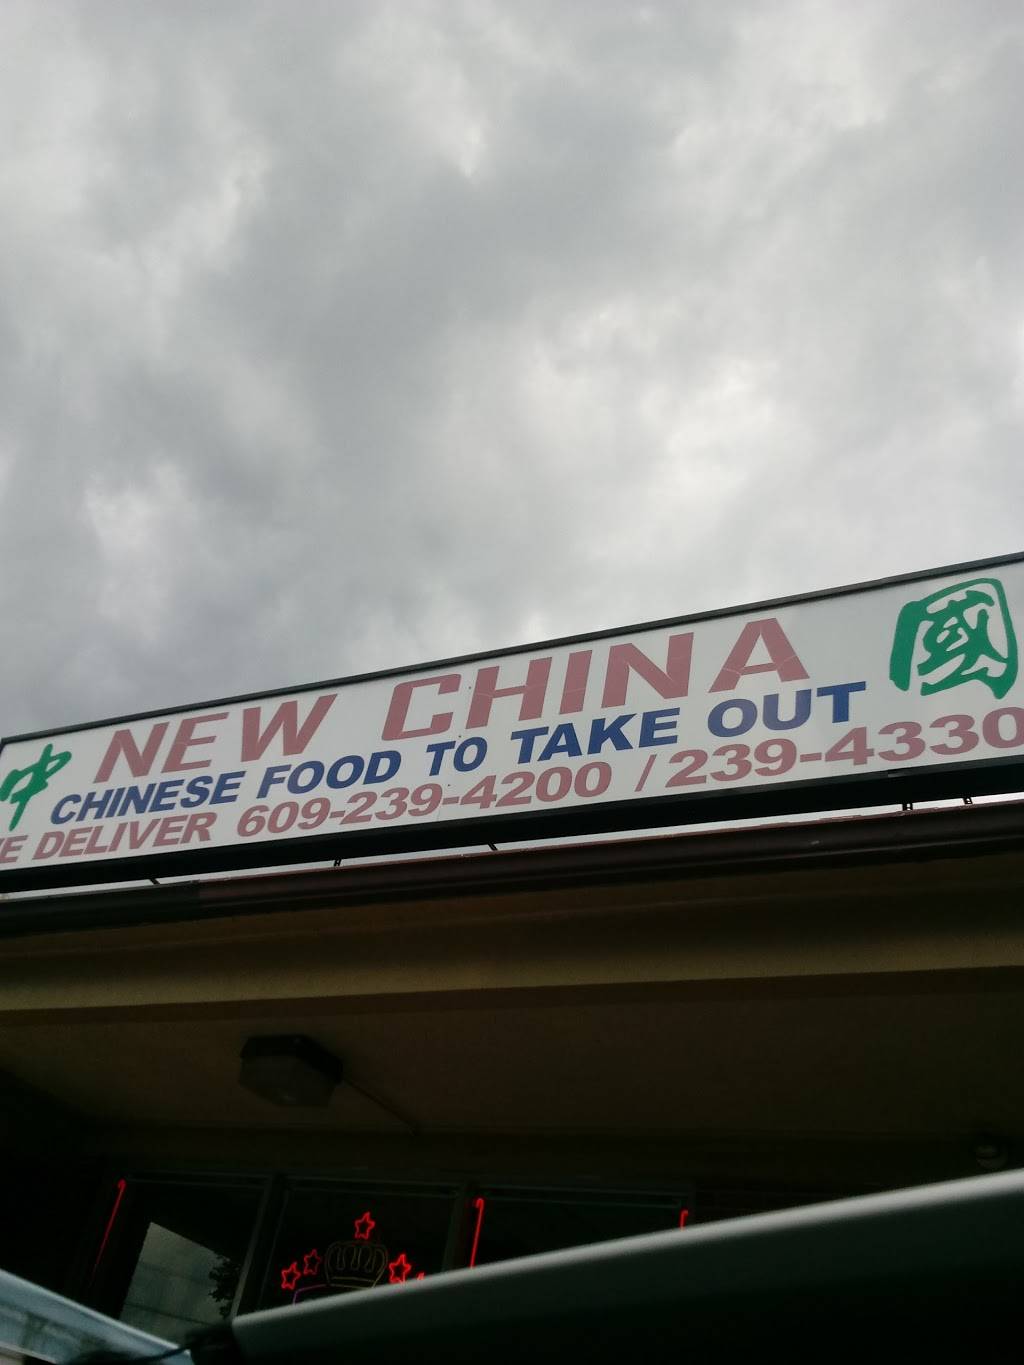 中 NEW CHINA 國
CHINESE FOOD TO TAKE OUT
DELIVER 609-239-4200 / 239-4330